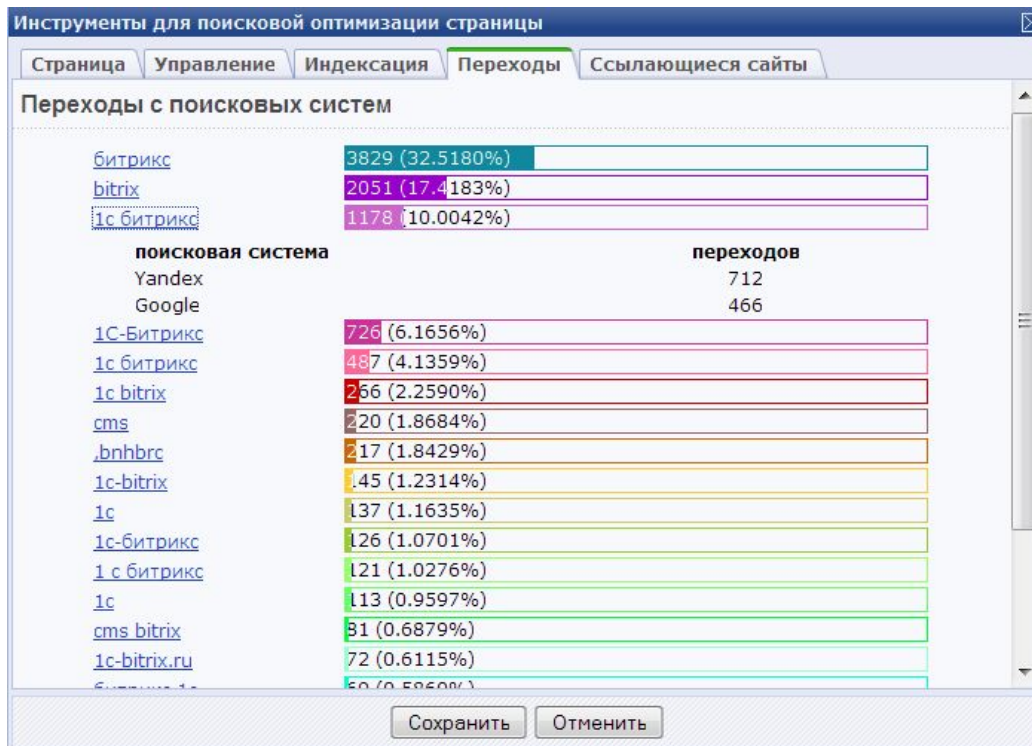 Инструменты для поисковой оптимизации страницы
Страница Управление Индексация Переходы Ссылающиеся сайты
Переходы с поисковых систем
битрикс 3829 (32.5180%)
bitrix 2051 (17.4183%)
1с битрикс 1178 (10.0042%)
поисковая система переходов
Yandex 712
Google 466
1С-Битрикс 726 (6.1656%)
1с битрикс 487 (4.1359%)
1с bitrix 266 (2.2590%)
cms 220 (1.8684%)
,bnhbrc 217 (1.8429%)
1c-bitrix 145 (1.2314%)
1с 137 (1.1635%)
1с-битрикс 126 (1.0701%)
1 с битрикс 121 (1.0276%)
1c 113 (0.9597%)
cms bitrix 81 (0.6879%)
1c-bitrix.ru 72 (0.6115%)
Сохранить Отменить